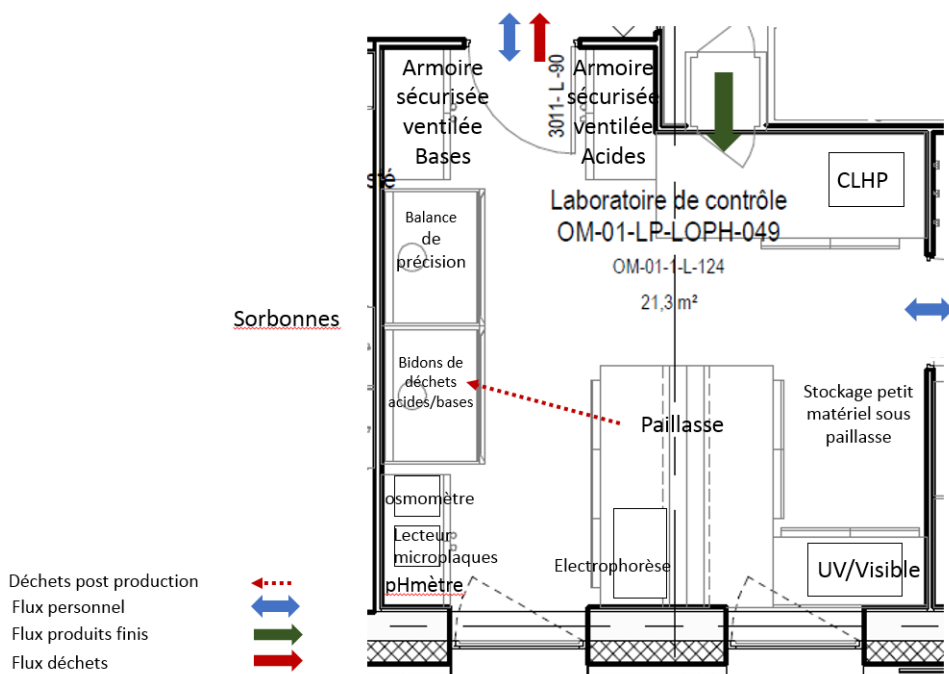 Armoire
sécurisée
ventilée
Bases
3011- L -90
Armoire
sécurisée
ventilée
Acides
CLHP
sté
Laboratoire de contrôle
OM-01-LP-LOPH-049
OM-01-1-L-124
21,3 m²
Balance
de
précision
Sorbonnes
Bidons de
déchets
acides/bases
Paillasse
Stockage petit
matériel sous
paillasse
osmomètre
Lecteur
microplaques
pHmètre
Electrophorèse
UV/Visible
Déchets post production
Flux personnel
Flux produits finis
Flux déchets